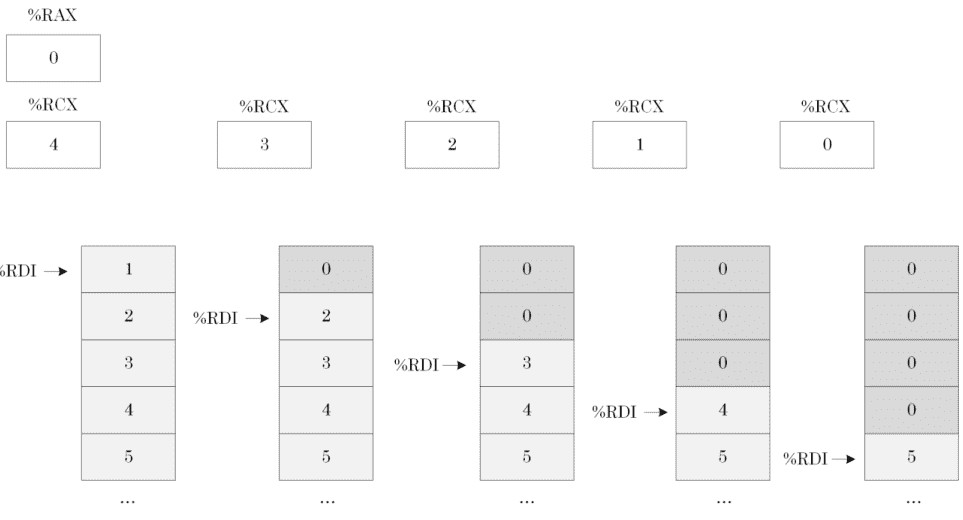 %RAX
0
%RCX %RCX %RCX %RCX %RCX
4 3 2 1 0
%RDI 1 0 0 0 0
2 %RDI 2 0 0 0
3 3 %RDI 3 0 0
4 4 4 %RDI 4 0
5 5 5 5 %RDI 5
... ... ... ... ...